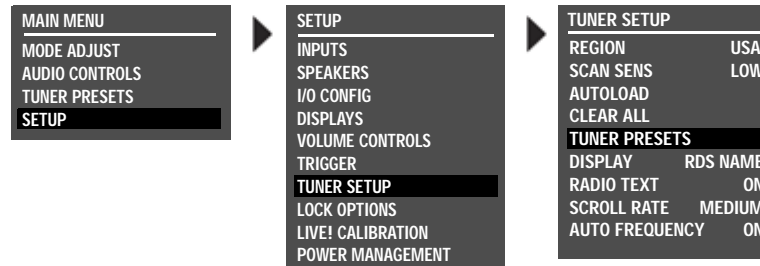 MAIN MENU
MODE ADJUST
AUDIO CONTROLS
TUNER PRESETS
SETUP
SETUP
INPUTS
SPEAKERS
I/O CONFIG
DISPLAYS
VOLUME CONTROLS
TRIGGER
TUNER SETUP
LOCK OPTIONS
LIVE! CALIBRATION
POWER MANAGEMENT
TUNER SETUP
REGION USA
SCAN SENS LOW
AUTOLOAD
CLEAR ALL
TUNER PRESETS
DISPLAY RDS NAME
RADIO TEXT ON
SCROLL RATE MEDIUM
AUTO FREQUENCY ON